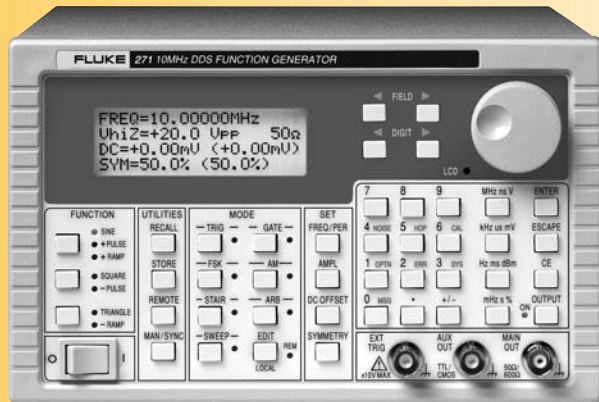 FLUKE 271 10MHz DDS FUNCTION GENERATOR
FREQ=10.00000MHz
VhiZ=+20.0 Vpp 50Ω
DC=+0.00mV (+0.00mV)
SYM=50.0% (50.0%)
◄ FIELD ►
◄ DIGIT ►
LCD
FUNCTION
SINE
+PULSE
+RAMP
SQUARE
-PULSE
TRIANGLE
-RAMP
O I
UTILITIES
RECALL
STORE
REMOTE
MAN/SYNC
MODE
TRIG GATE
FSK AM
STAIR ARB
SWEEP EDIT
REM
LOCAL
SET
FREQ/PER
AMPL
DC OFFSET
SYMMETRY
7 8 9 MHz ns V ENTER
4 NOISE 5 HOP 6 CAL kHz us mV ESCAPE
1 OPTN 2 ERR 3 SYS Hz ms dBm CE
0 MSG • +/- mHz s % OUTPUT
ON
EXT TRIG
±10V MAX
AUX OUT
TTL/CMOS
MAIN OUT
50Ω/600Ω